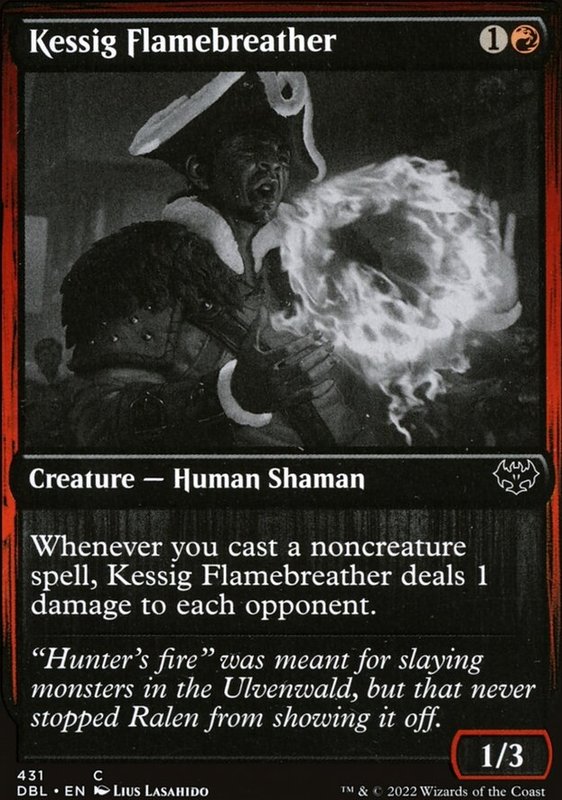 Kessig Flamebreather 1
Creature — Human Shaman
Whenever you cast a noncreature
spell, Kessig Flamebreather deals 1
damage to each opponent.
“Hunter’s fire” was meant for slaying
monsters in the Ulvenwald, but that never
stopped Ralen from showing it off.
1/3
431 C
DBL • EN Lius Lasahido
™ & © 2022 Wizards of the Coast